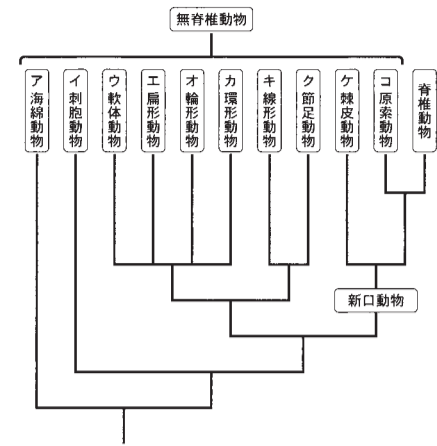 無脊椎動物
ア 海綿動物
イ 刺胞動物
ウ 軟体動物
エ 扁形動物
オ 輪形動物
カ 環形動物
キ 線形動物
ク 節足動物
ケ 棘皮動物
コ 原索動物
脊椎動物
新口動物